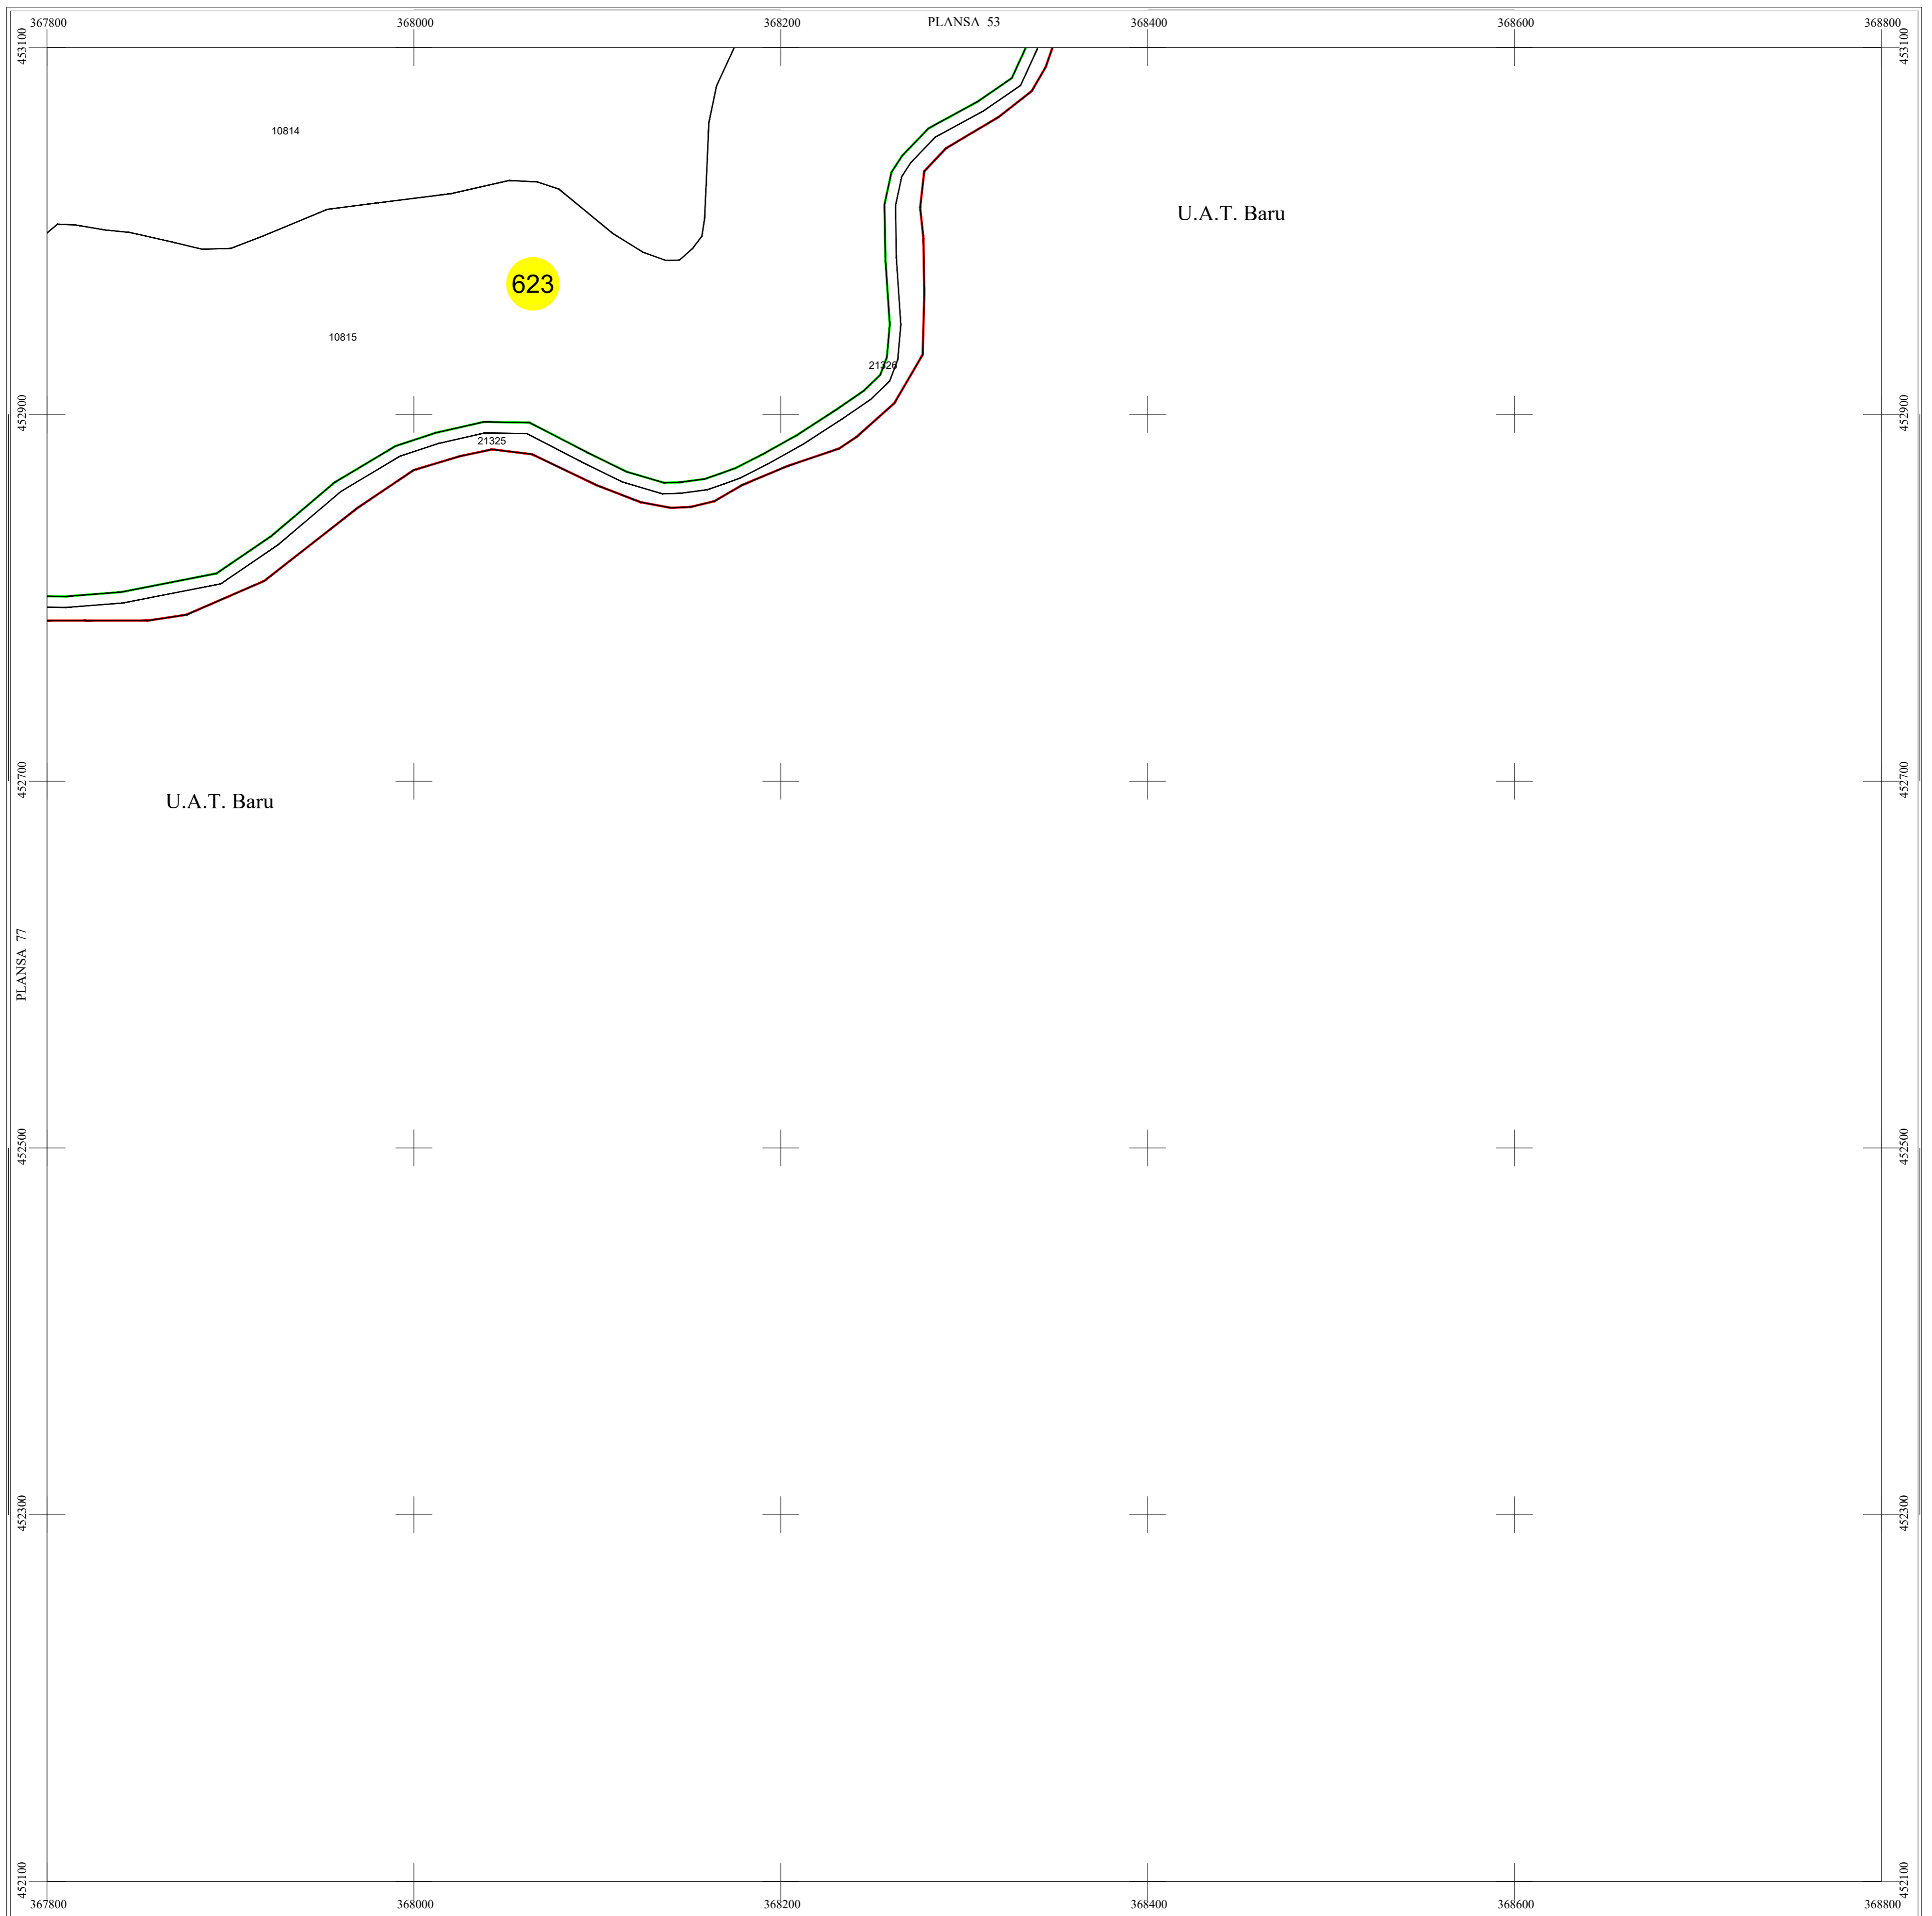 367800 368000 368200 PLANSA 53 368400 368600 368800
453100 453100
10814
U.A.T. Baru
623
10815
21326
452900 452900
21325
452700 452700
U.A.T. Baru
PLANSA 77
452500 452500
452300 452300
452100 452100
367800 368000 368200 368400 368600 368800